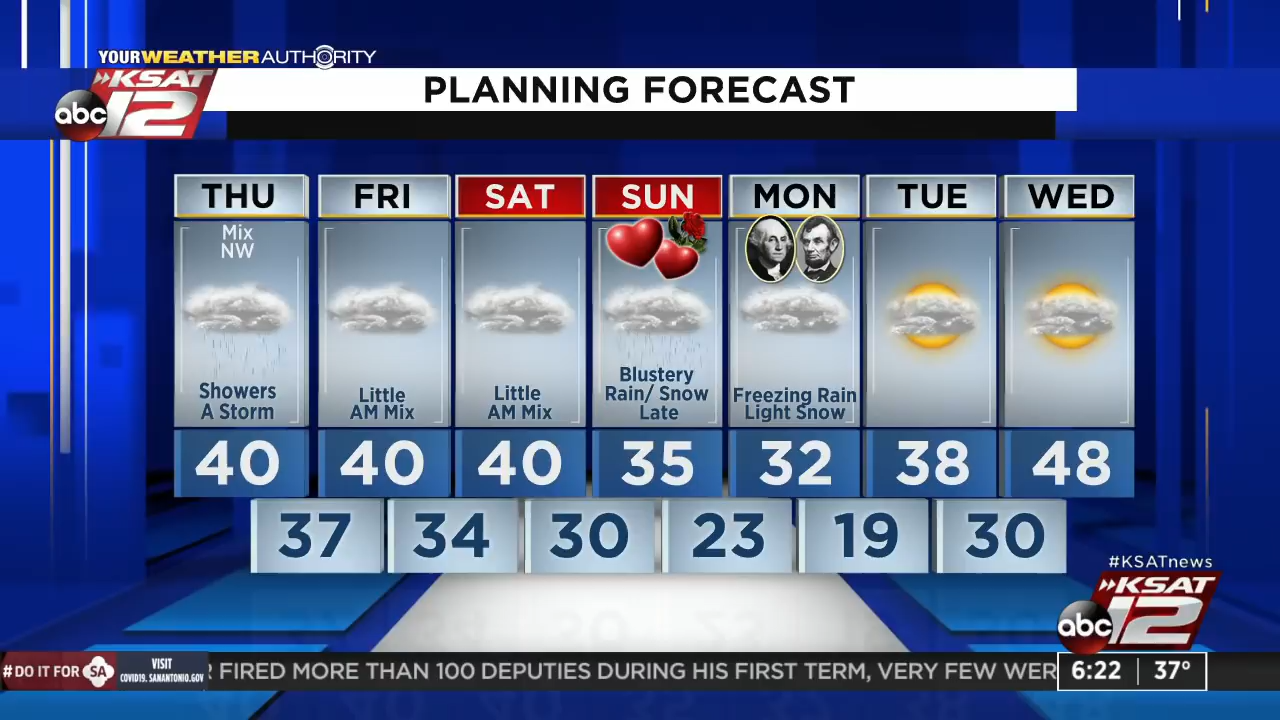 YOURWEATHERAUTHORITY
KSAT
abc
12
PLANNING FORECAST
THU
FRI
SAT
SUN
MON
TUE
WED
Mix
NW
Showers
A Storm
Little
AM Mix
Little
AM Mix
Blustery
Rain/ Snow
Late
Freezing Rain
Light Snow
40
40
40
35
32
38
48
37
34
30
23
19
30
#KSATnews
KSAT
abc
12
#DO IT FOR SA
VISIT
COVID19.SANANTONIO.GOV
R FIRED MORE THAN 100 DEPUTIES DURING HIS FIRST TERM, VERY FEW WER
6:22 37°